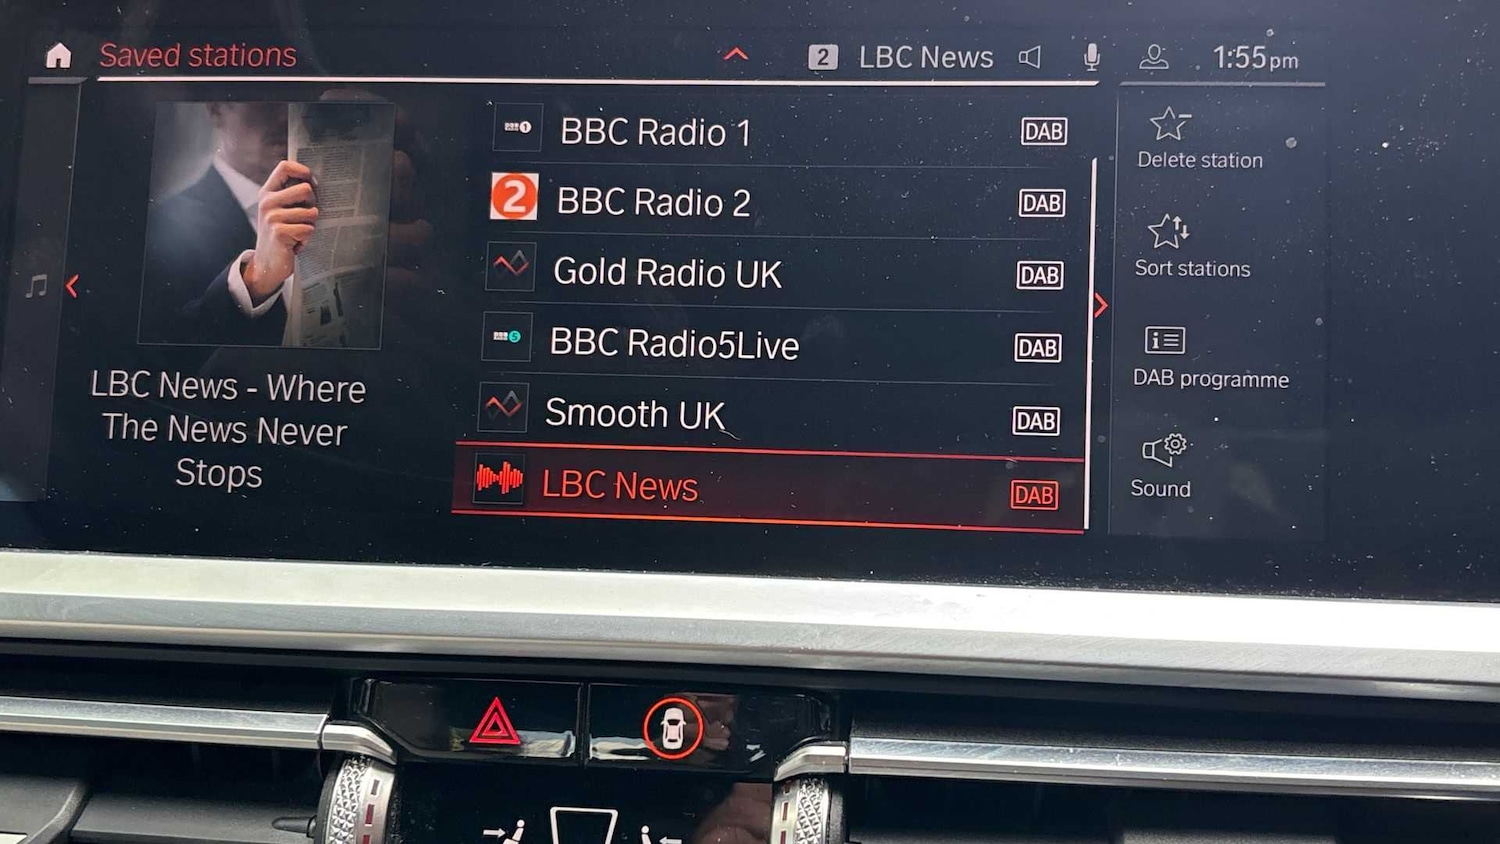 Saved stations
2 LBC News
1:55pm
LBC News - Where
The News Never
Stops
BBC Radio 1 DAB
2 BBC Radio 2 DAB
Gold Radio UK DAB
5 BBC Radio5Live DAB
Smooth UK DAB
LBC News DAB
Delete station
Sort stations
DAB programme
Sound